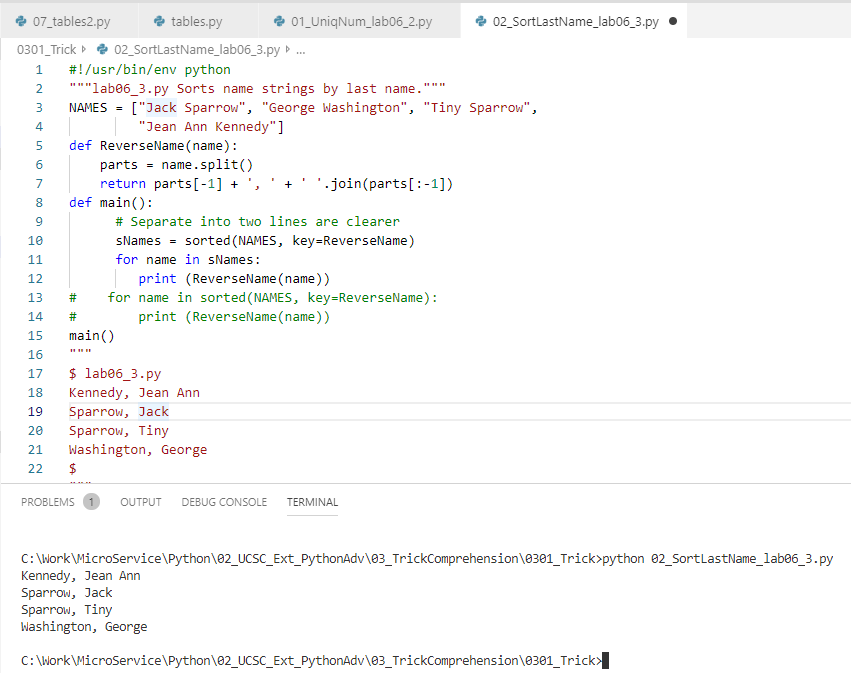 07_tables2.py tables.py 01_UniqNum_lab06_2.py 02_SortLastName_lab06_3.py
0301_Trick 02_SortLastName_lab06_3.py ...
1 #!/usr/bin/env python
2 """lab06_3.py Sorts name strings by last name."""
3 NAMES = ["Jack Sparrow", "George Washington", "Tiny Sparrow",
4 "Jean Ann Kennedy"]
5 def ReverseName(name):
6 parts = name.split()
7 return parts[-1] + ', ' + ' '.join(parts[:-1])
8 def main():
9 # Separate into two lines are clearer
10 sNames = sorted(NAMES, key=ReverseName)
11 for name in sNames:
12 print (ReverseName(name))
13 # for name in sorted(NAMES, key=ReverseName):
14 # print (ReverseName(name))
15 main()
16 """
17 $ lab06_3.py
18 Kennedy, Jean Ann
19 Sparrow, Jack
20 Sparrow, Tiny
21 Washington, George
22 $
"""
PROBLEMS 1 OUTPUT DEBUG CONSOLE TERMINAL
C:\Work\MicroService\Python\02_UCSC_Ext_PythonAdv\03_TrickComprehension\0301_Trick>python 02_SortLastName_lab06_3.py
Kennedy, Jean Ann
Sparrow, Jack
Sparrow, Tiny
Washington, George
C:\Work\MicroService\Python\02_UCSC_Ext_PythonAdv\03_TrickComprehension\0301_Trick>